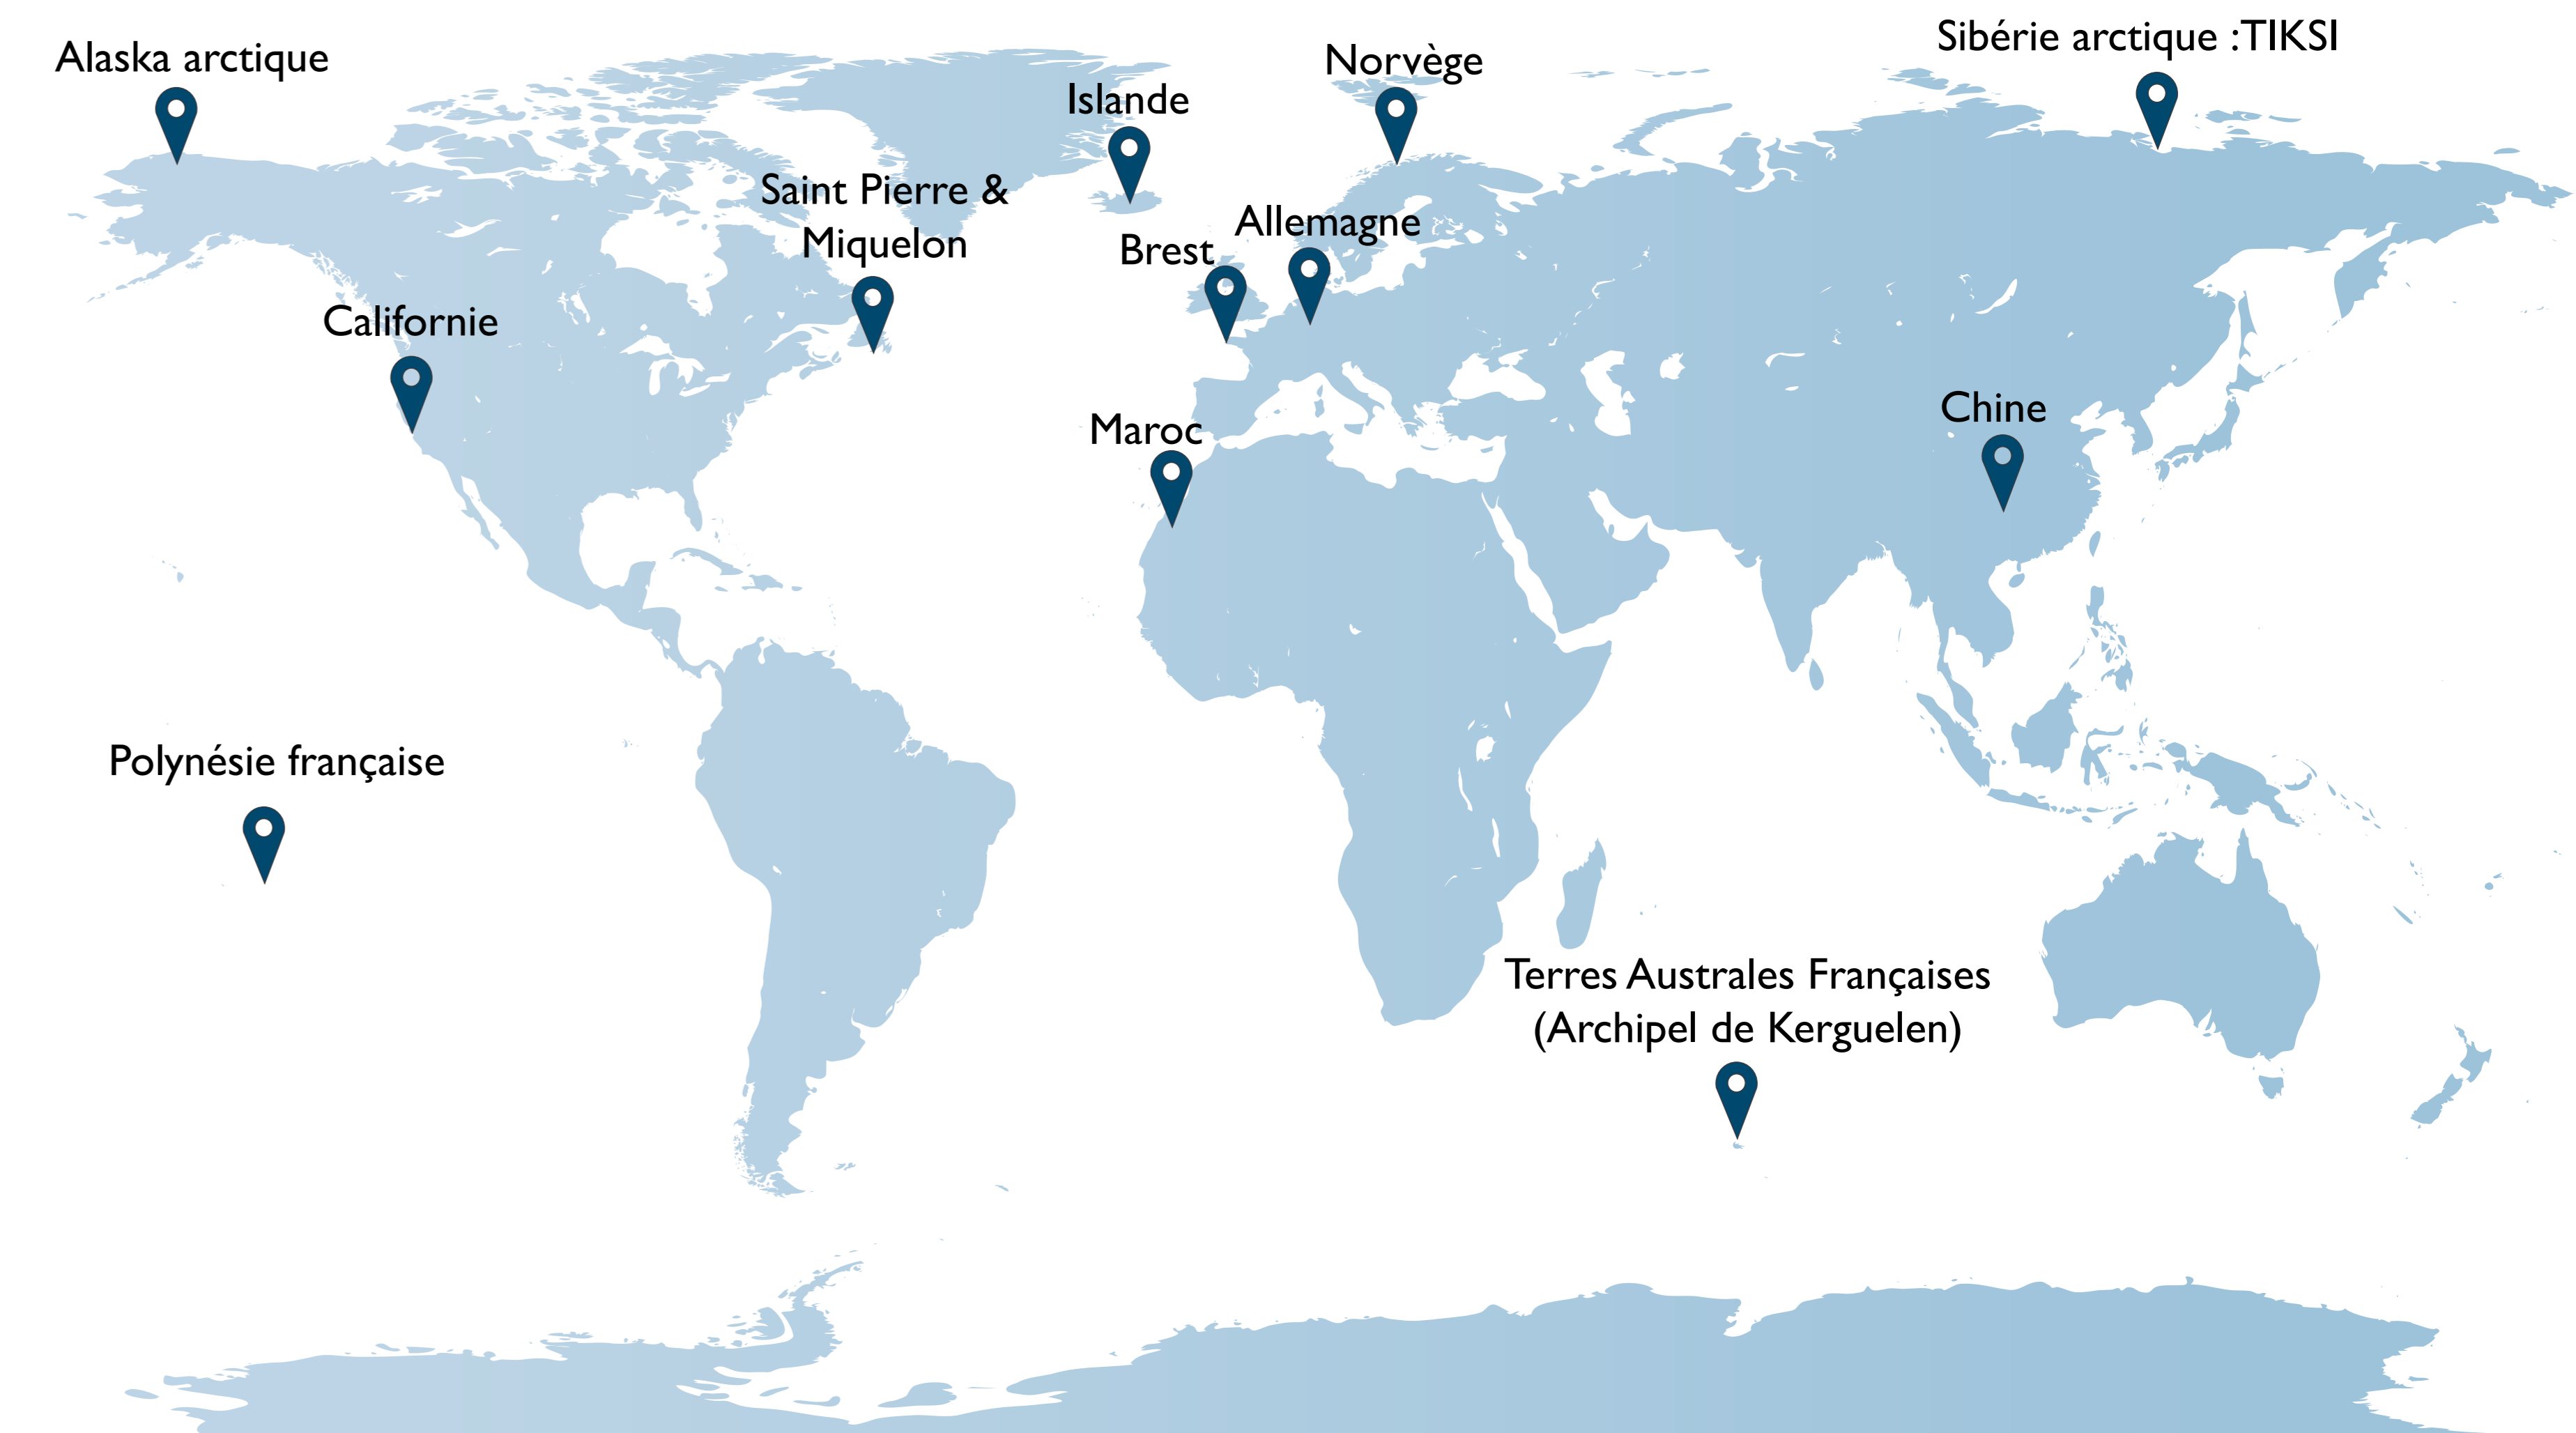 Sibérie arctique : TIKSI
Alaska arctique
Norvège
Islande
Saint Pierre &
Miquelon
Allemagne
Brest
Californie
Chine
Maroc
Polynésie française
Terres Australes Françaises
(Archipel de Kerguelen)